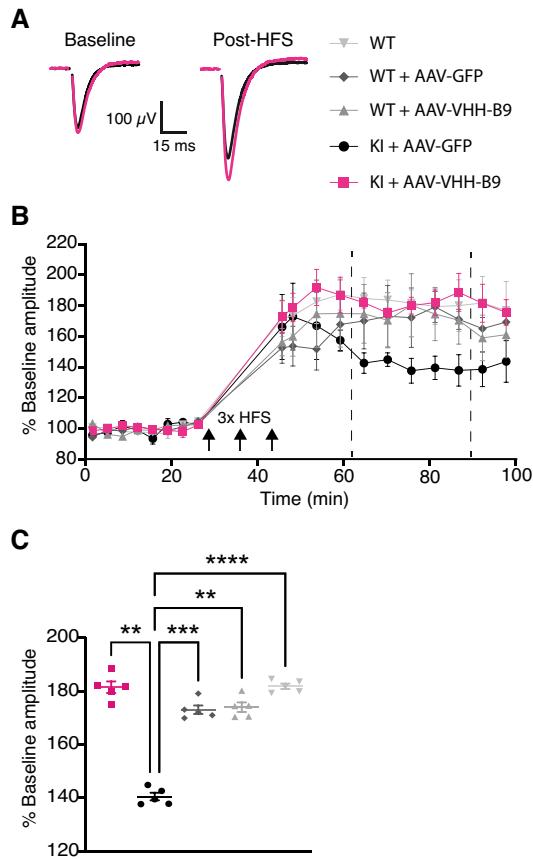 A
Baseline
Post-HFS
100 µV
15 ms
WT
WT + AAV-GFP
WT + AAV-VHH-B9
KI + AAV-GFP
KI + AAV-VHH-B9
B
% Baseline amplitude
220
200
180
160
140
120
100
80
3x HFS
0
20
40
60
80
100
Time (min)
C
% Baseline amplitude
200
180
160
140
120
****
**
**
***